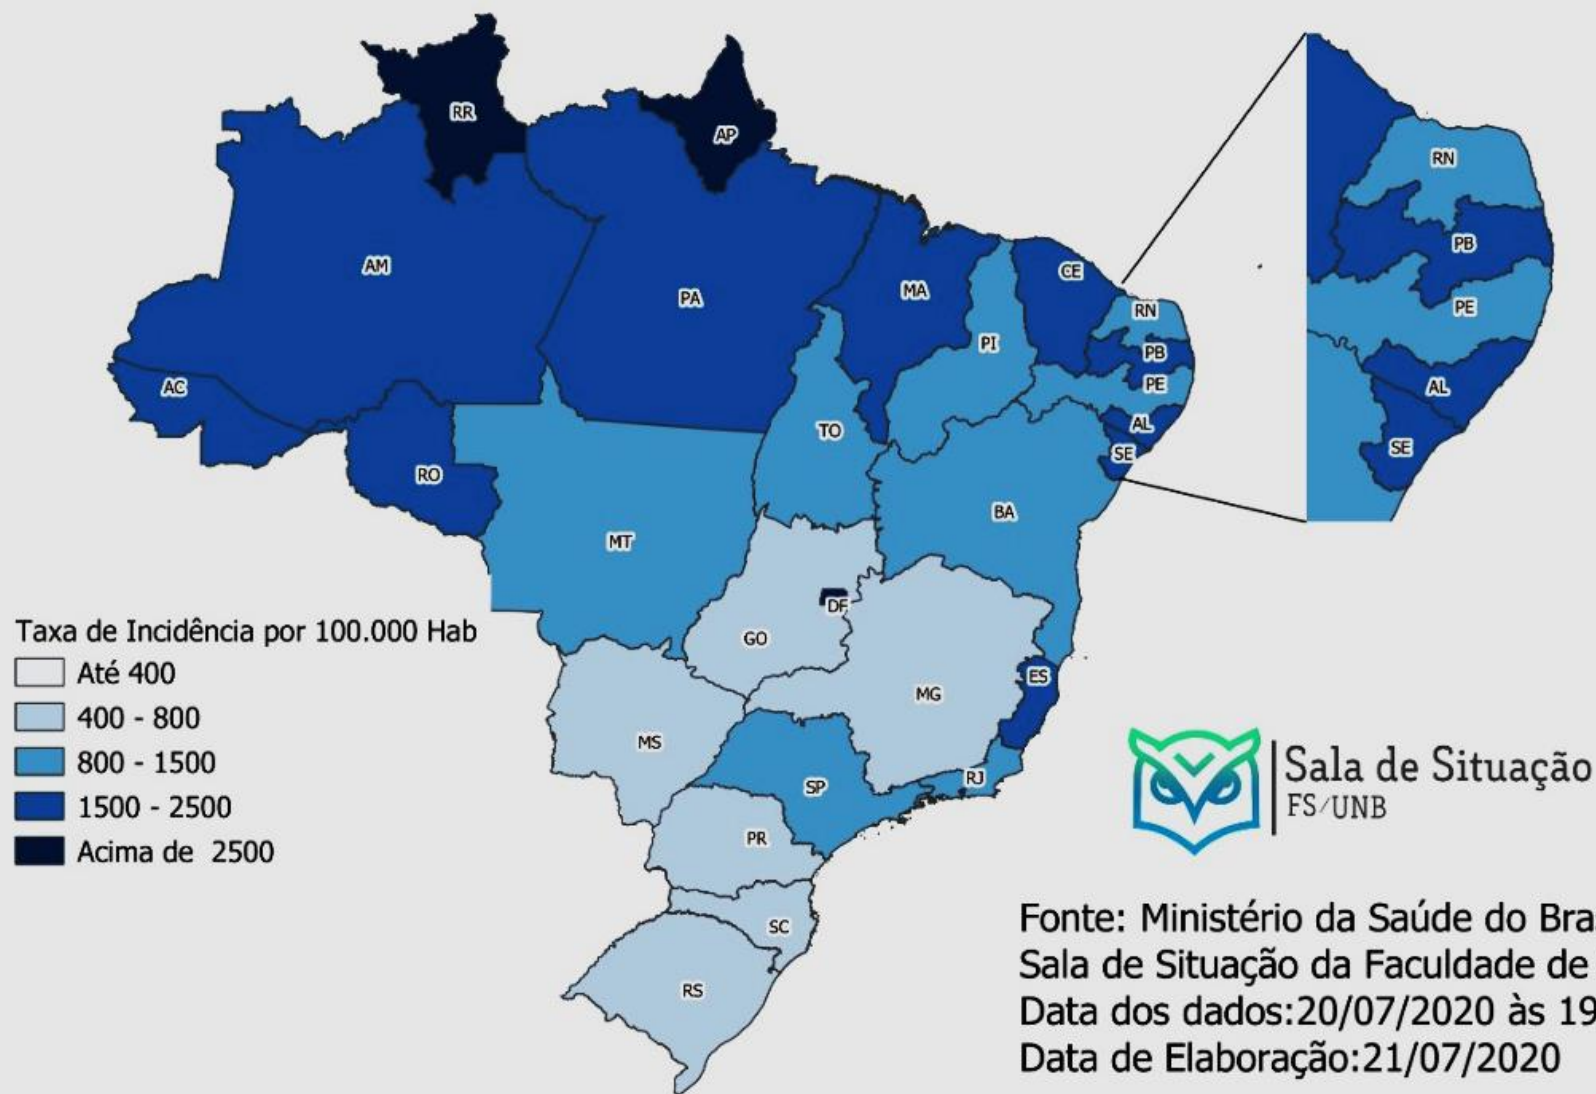 RR
AP
AM
PA
MA
CE
RN
PI
PB
PE
AC
TO
AL
SE
RO
BA
MT
DF
GO
ES
MG
MS
RJ
SP
PR
SC
RS
RN
PB
PE
AL
SE
Taxa de Incidência por 100.000 Hab
Até 400
400 - 800
800 - 1500
1500 - 2500
Acima de 2500
Sala de Situação
FS/UNB
Fonte: Ministério da Saúde do Bra
Sala de Situação da Faculdade de
Data dos dados:20/07/2020 às 19
Data de Elaboração:21/07/2020